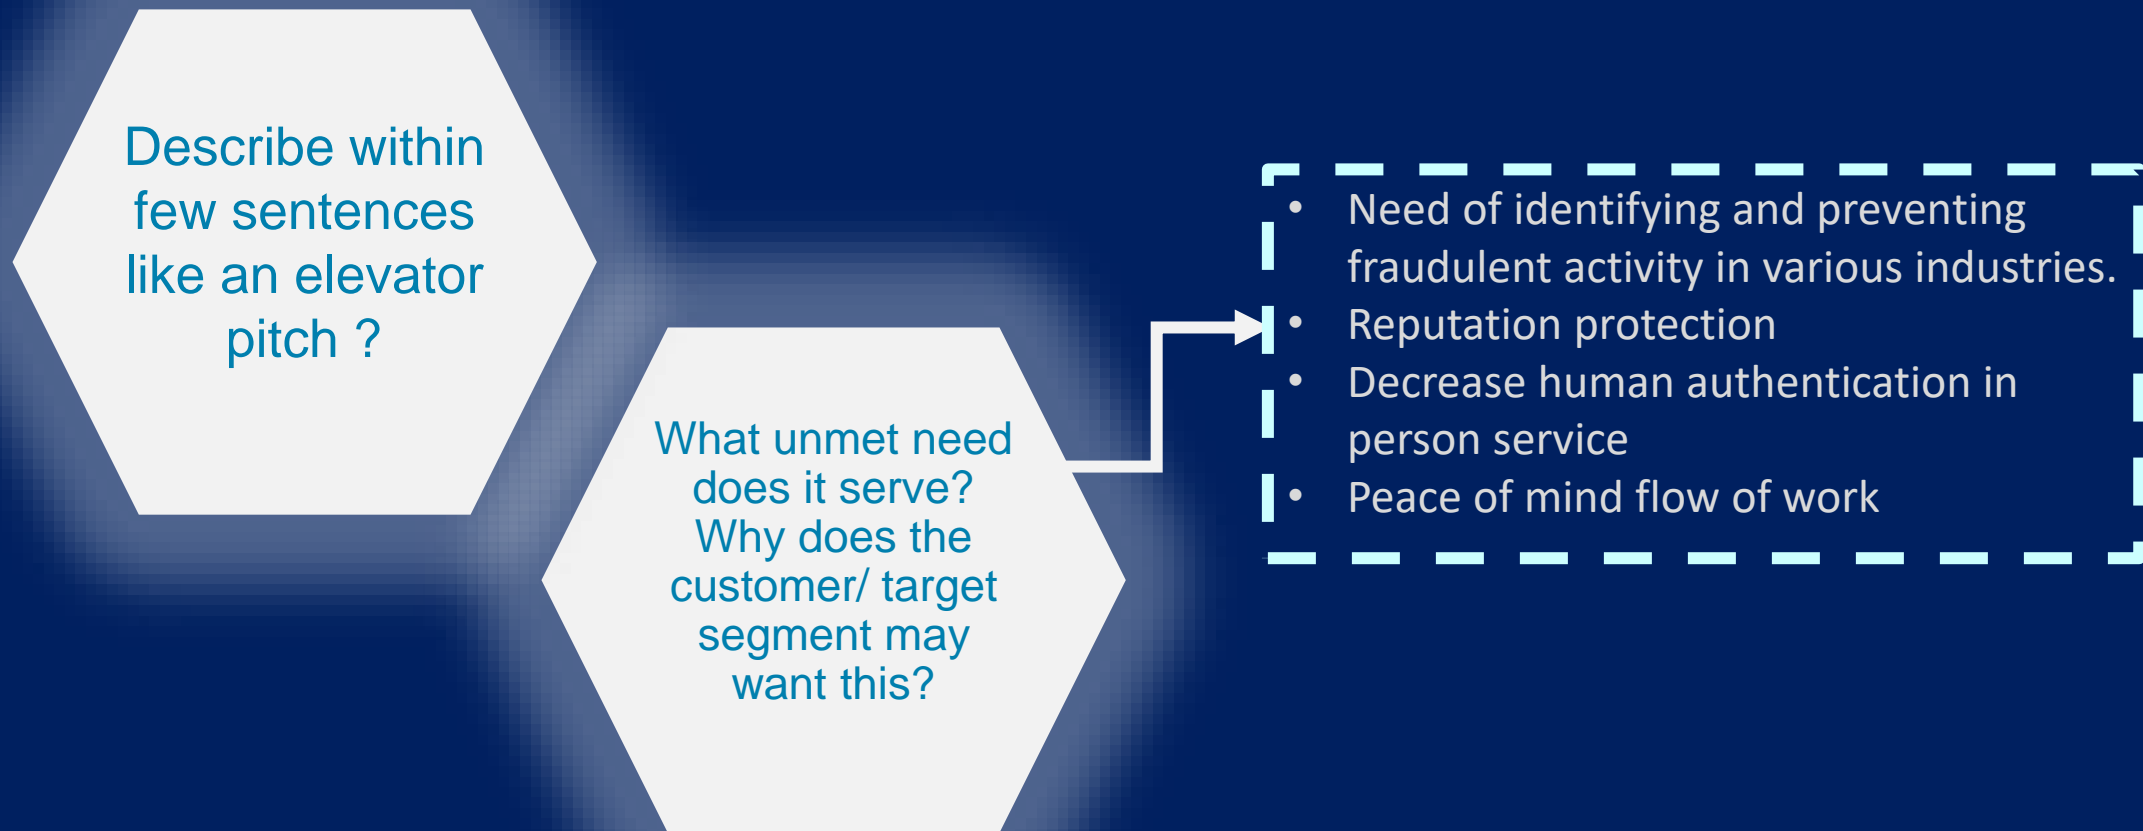 Describe within
few sentences
like an elevator
pitch ?
What unmet need
does it serve?
Why does the
customer/ target
segment may
want this?
• Need of identifying and preventing
fraudulent activity in various industries.
• Reputation protection
• Decrease human authentication in
person service
• Peace of mind flow of work